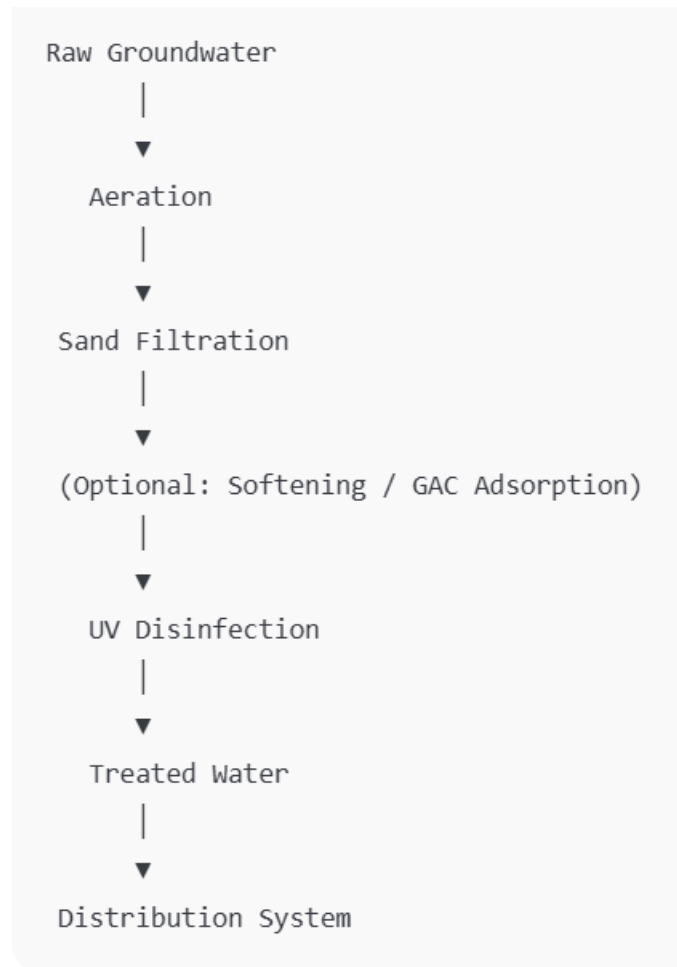 Raw Groundwater
│
▼
Aeration
│
▼
Sand Filtration
│
▼
(Optional: Softening / GAC Adsorption)
│
▼
UV Disinfection
│
▼
Treated Water
│
▼
Distribution System